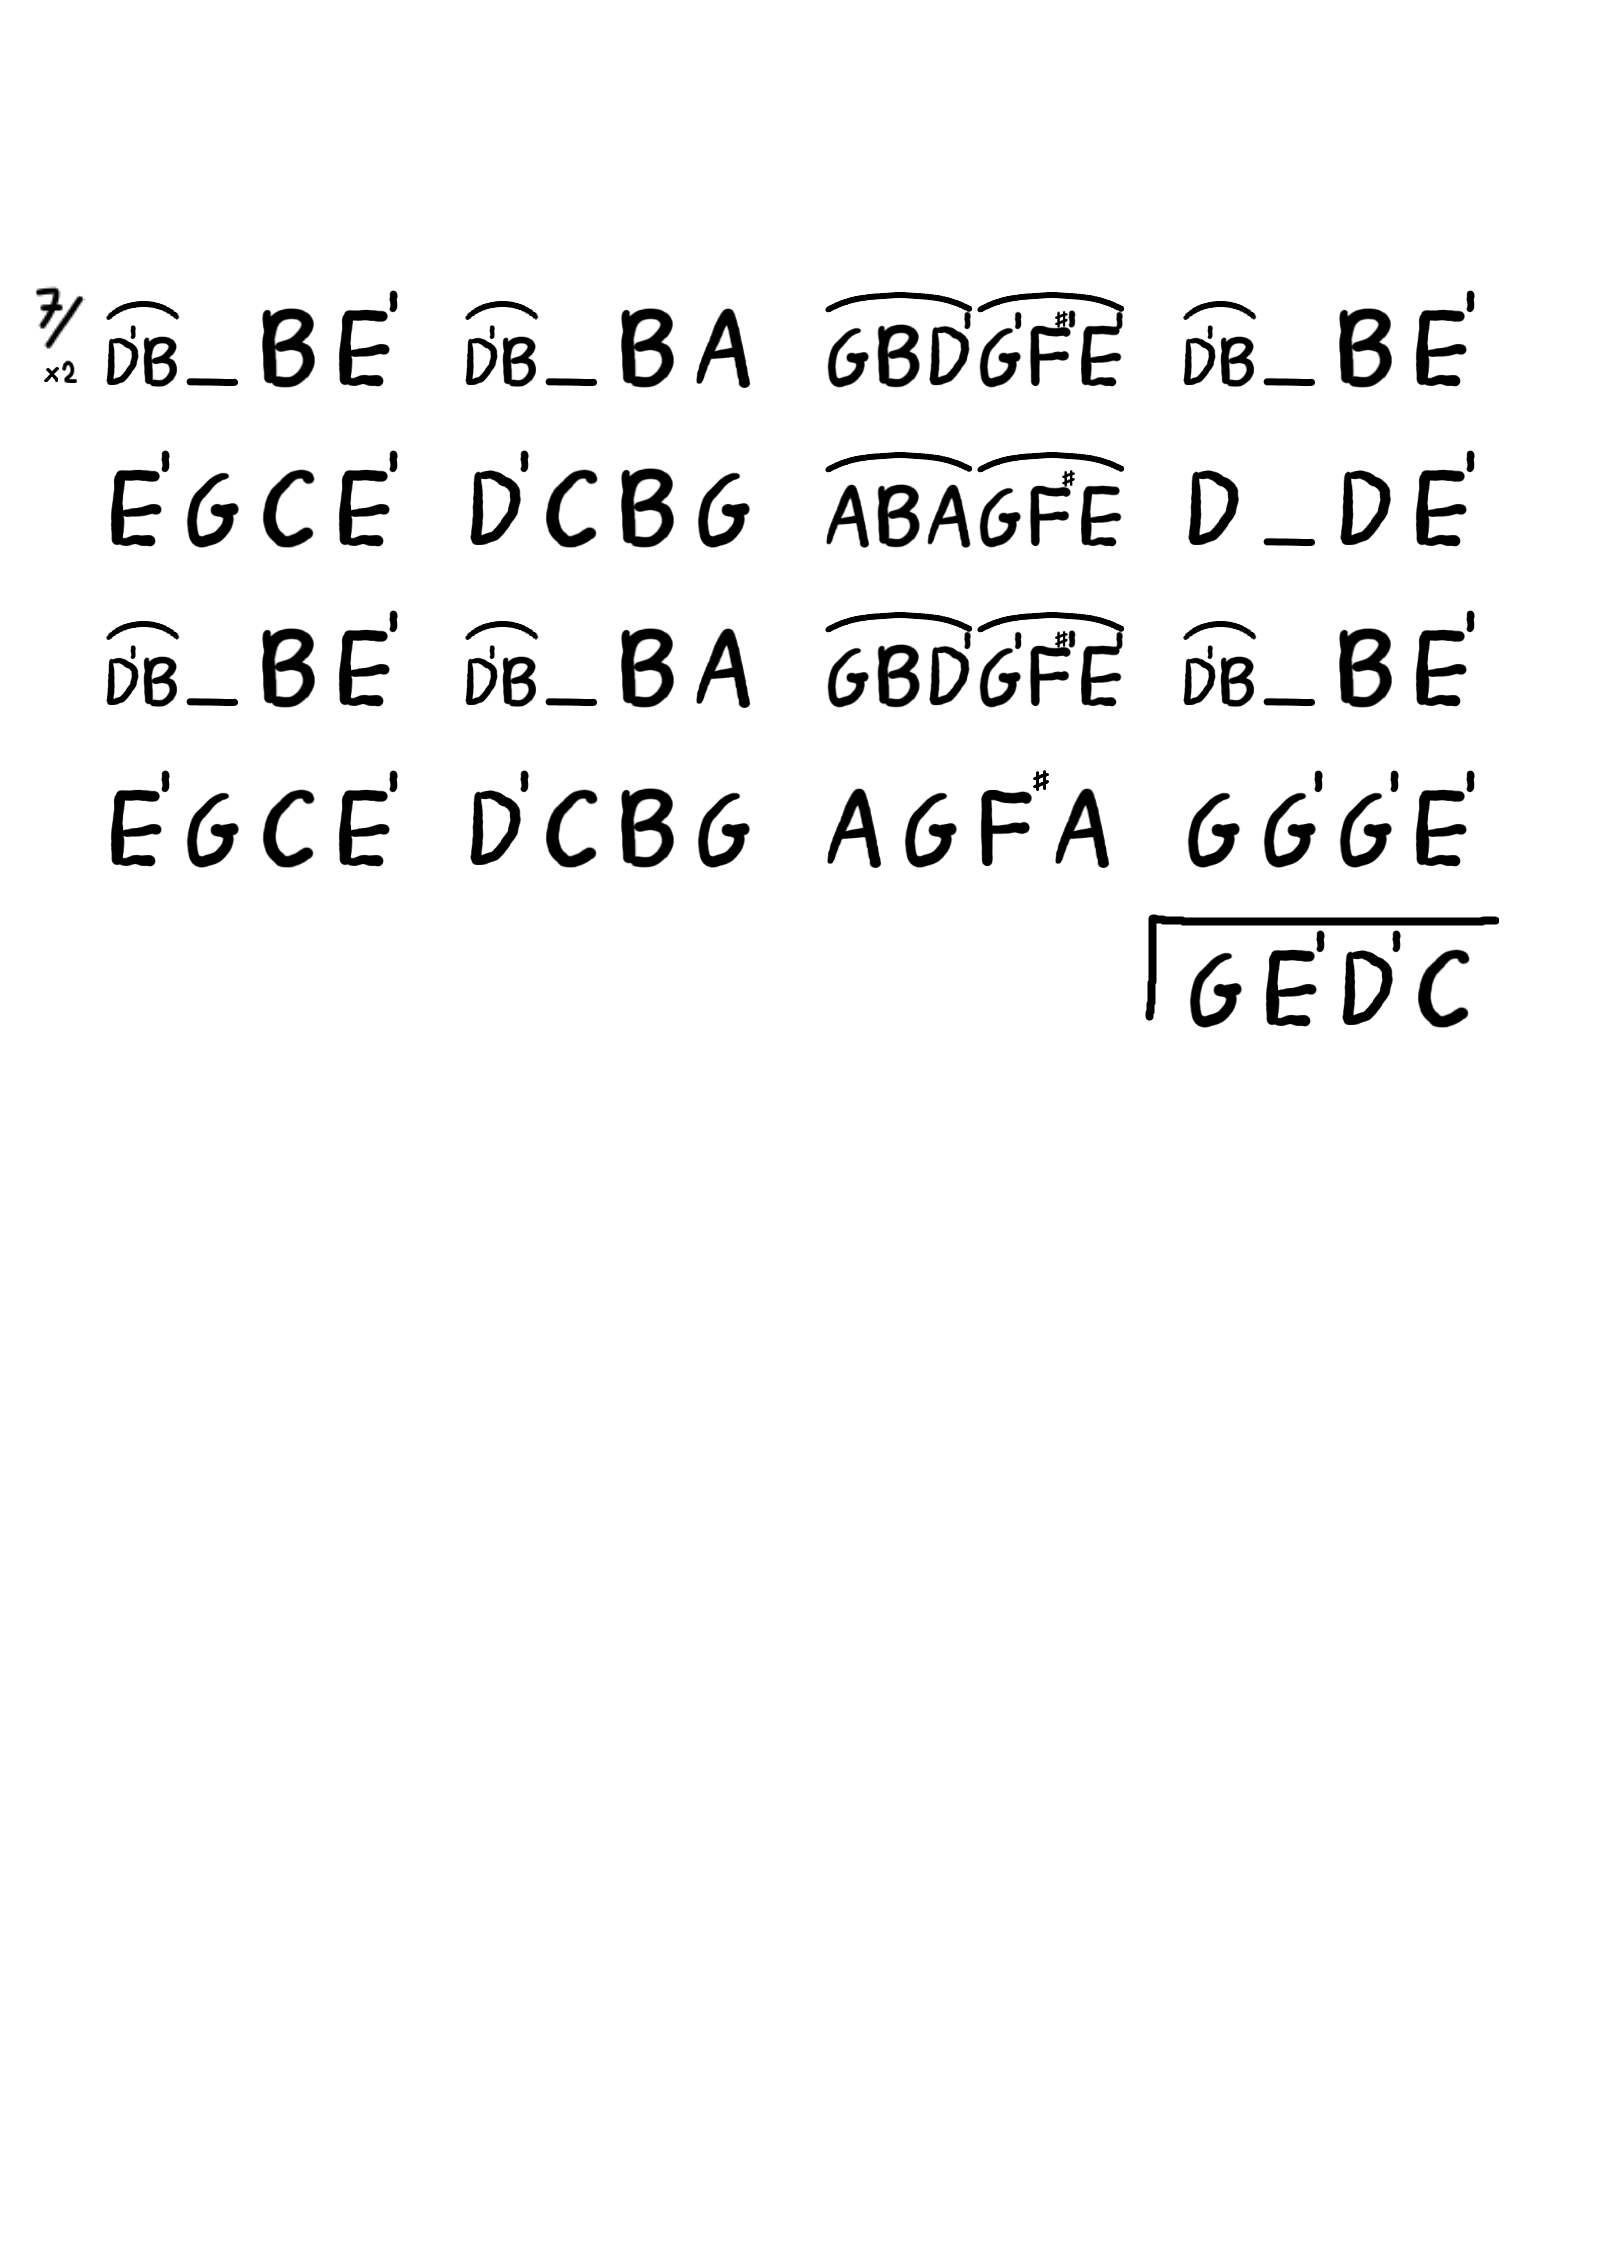 7/ ×2 D'B_BE' D'B_BA GBD'G'F#'E' D'B_BE'
E'GCE' D'CBG ABAGF#E D_DE'
D'B_BE' D'B_BA GBD'G'F#'E' D'B_BE'
E'GCE' D'CBG AGF#A GG'G'E'
GE'D'C